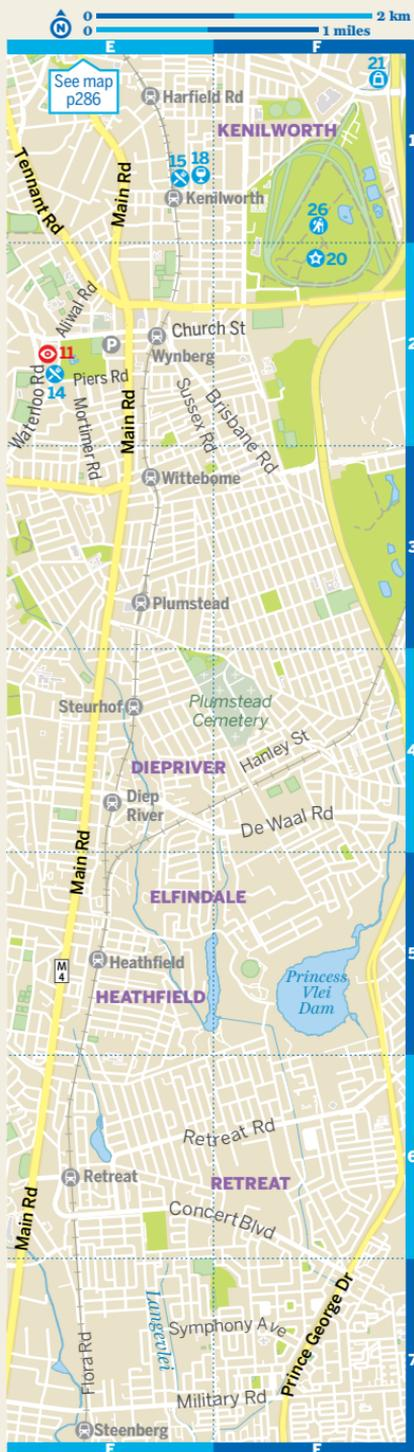 N
0 2 km
0 1 miles
E F
See map
p286
21
Harfield Rd
KENILWORTH
1
Tennant Rd
Main Rd
15 18
Kenilworth
26
20
Aliwal Rd
Church St
P
Wynberg
2
11
14
Piers Rd
Waterloo Rd
Mortimer Rd
Main Rd
Sussex Rd
Brisbane Rd
Wittebome
3
Plumstead
Steurhof
Plumstead
Cemetery
4
DIEPRIVER
Hanley St
Diep
River
De Waal Rd
Main Rd
ELFINDALE
5
M
4
Heathfield
HEATHFIELD
Princess
Vlei
Dam
Retreat Rd
6
Retreat
RETREAT
Main Rd
Concert Blvd
Langevlei
Symphony Ave
Prince George Dr
7
Flora Rd
Military Rd
Steenberg
E F